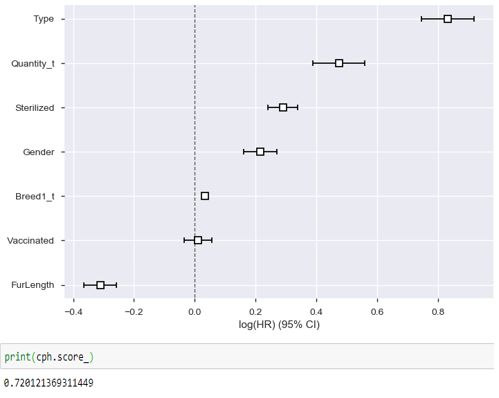 Type
Quantity_t
Sterilized
Gender
Breed1_t
Vaccinated
FurLength
−0.4 −0.2 0.0 0.2 0.4 0.6 0.8
log(HR) (95% CI)
print(cph.score_)
0.720121369311449